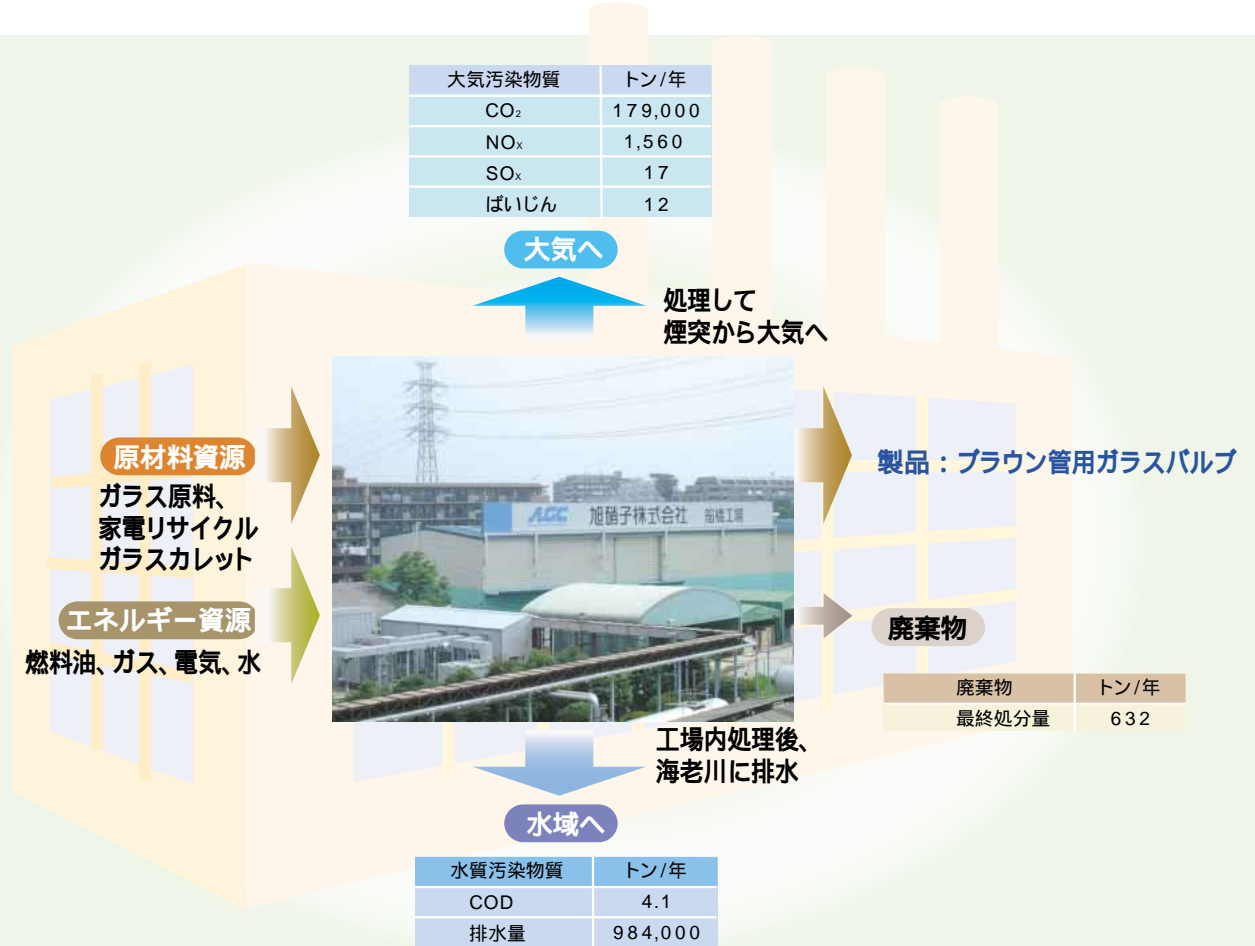 大気汚染物質 トン/年
CO₂ 179,000
NOx 1,560
SOx 17
ばいじん 12
大気へ
処理して
煙突から大気へ
原材料資源
ガラス原料、
家電リサイクル
ガラスカレット
エネルギー資源
燃料油、ガス、電気、水
AGC 旭硝子株式会社 船橋工場
製品：ブラウン管用ガラスバルブ
廃棄物
廃棄物 トン/年
最終処分量 632
工場内処理後、
海老川に排水
水域へ
水質汚染物質 トン/年
COD 4.1
排水量 984,000